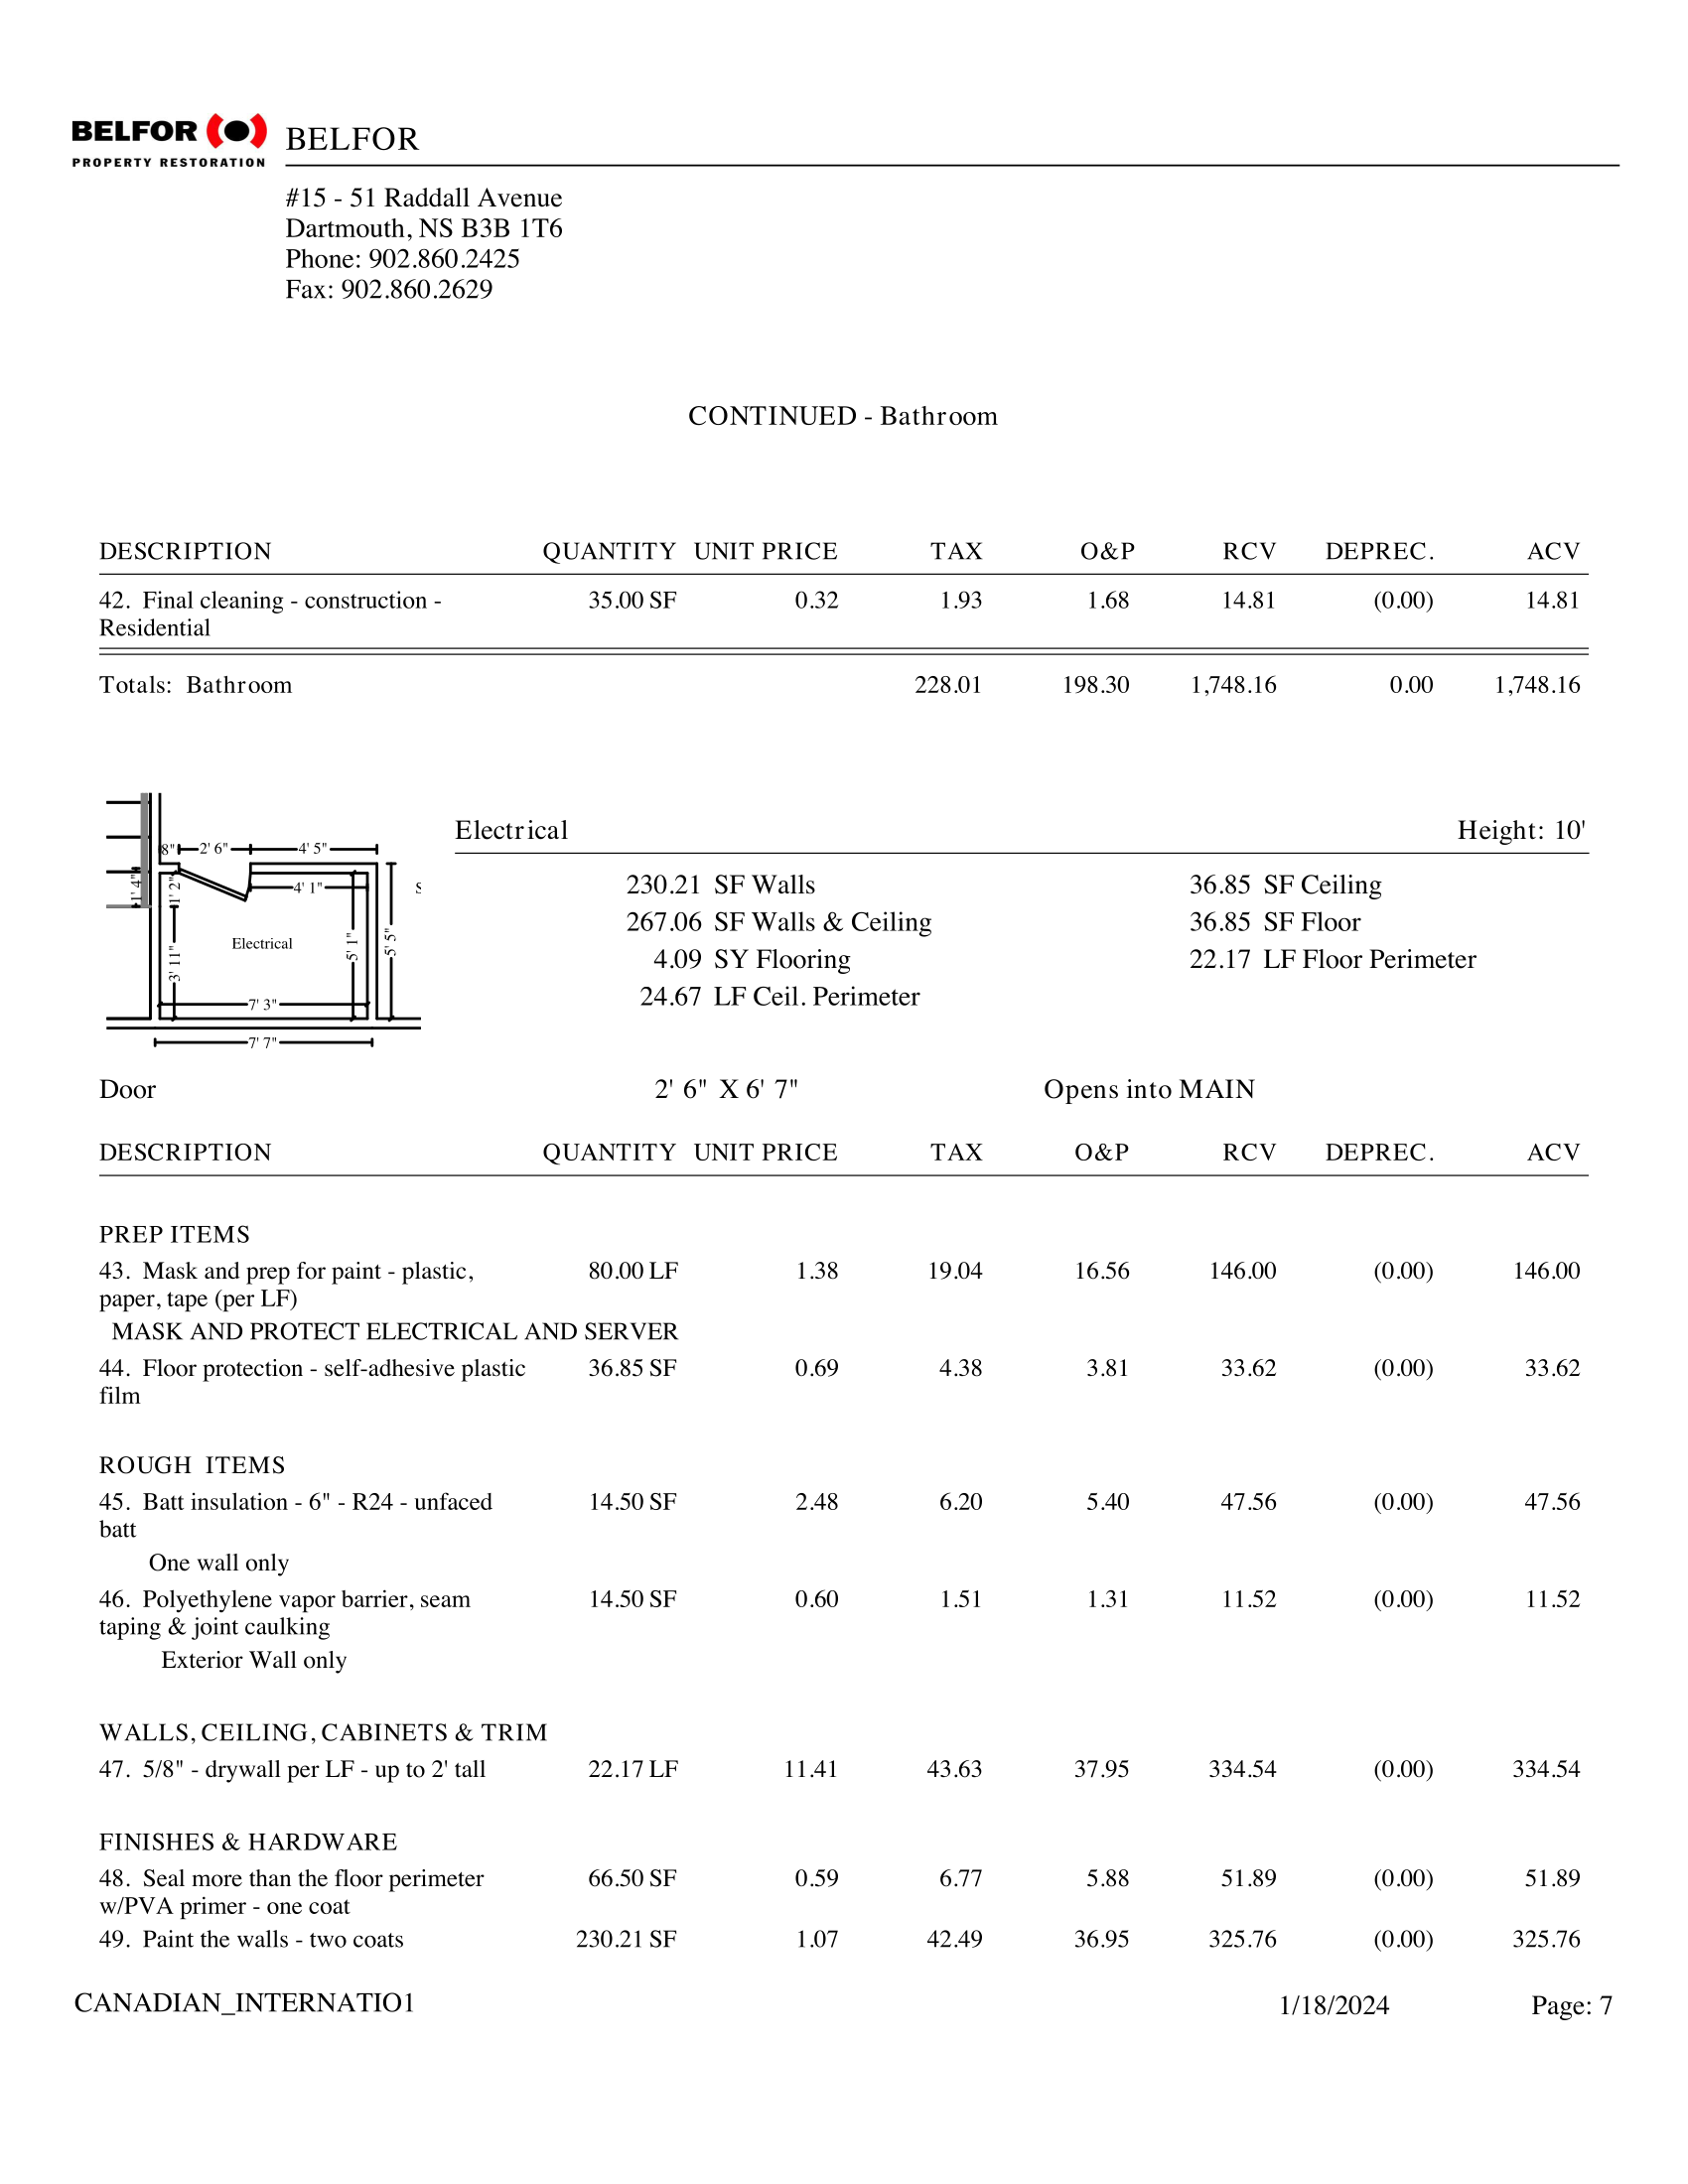 BELFOR
PROPERTY RESTORATION
BELFOR
#15 - 51 Raddall Avenue
Dartmouth, NS B3B 1T6
Phone: 902.860.2425
Fax: 902.860.2629
CONTINUED - Bathroom
DESCRIPTION QUANTITY UNIT PRICE TAX O&P RCV DEPREC. ACV
42. Final cleaning - construction - 35.00 SF 0.32 1.93 1.68 14.81 (0.00) 14.81
Residential
Totals: Bathroom 228.01 198.30 1,748.16 0.00 1,748.16
8" 2' 6" 4' 5"
1' 4" 1' 2" 4' 1" S
Electrical
3' 11" 5' 1" 5' 5"
7' 3"
7' 7"
Electrical Height: 10'
230.21 SF Walls 36.85 SF Ceiling
267.06 SF Walls & Ceiling 36.85 SF Floor
4.09 SY Flooring 22.17 LF Floor Perimeter
24.67 LF Ceil. Perimeter
Door 2' 6" X 6' 7" Opens into MAIN
DESCRIPTION QUANTITY UNIT PRICE TAX O&P RCV DEPREC. ACV
PREP ITEMS
43. Mask and prep for paint - plastic, 80.00 LF 1.38 19.04 16.56 146.00 (0.00) 146.00
paper, tape (per LF)
MASK AND PROTECT ELECTRICAL AND SERVER
44. Floor protection - self-adhesive plastic 36.85 SF 0.69 4.38 3.81 33.62 (0.00) 33.62
film
ROUGH ITEMS
45. Batt insulation - 6" - R24 - unfaced 14.50 SF 2.48 6.20 5.40 47.56 (0.00) 47.56
batt
One wall only
46. Polyethylene vapor barrier, seam 14.50 SF 0.60 1.51 1.31 11.52 (0.00) 11.52
taping & joint caulking
Exterior Wall only
WALLS, CEILING, CABINETS & TRIM
47. 5/8" - drywall per LF - up to 2' tall 22.17 LF 11.41 43.63 37.95 334.54 (0.00) 334.54
FINISHES & HARDWARE
48. Seal more than the floor perimeter 66.50 SF 0.59 6.77 5.88 51.89 (0.00) 51.89
w/PVA primer - one coat
49. Paint the walls - two coats 230.21 SF 1.07 42.49 36.95 325.76 (0.00) 325.76
CANADIAN_INTERNATIO1 1/18/2024 Page: 7